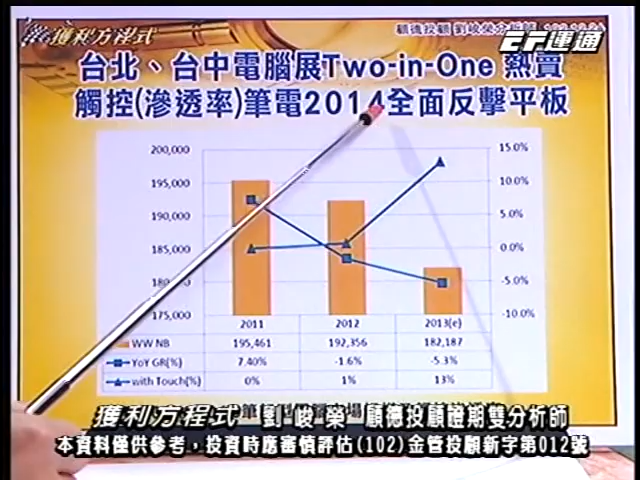 獲利方程式
顧德投顧 劉峻榮分析師
EF運通
台北、台中電腦展Two-in-One 熱賣
觸控(滲透率)筆電2014全面反擊平板
200,000 15.0%
195,000 10.0%
190,000 5.0%
185,000 0.0%
180,000 -5.0%
175,000 -10.0%
2011 2012 2013(e)
WW NB 195,461 192,356 182,187
YoY GR(%) 7.40% -1.6% -5.3%
with Touch(%) 0% 1% 13%
獲利方程式 劉峻榮 顧德投顧證期雙分析師
本資料僅供參考，投資時應審慎評估(102)金管投顧新字第012號